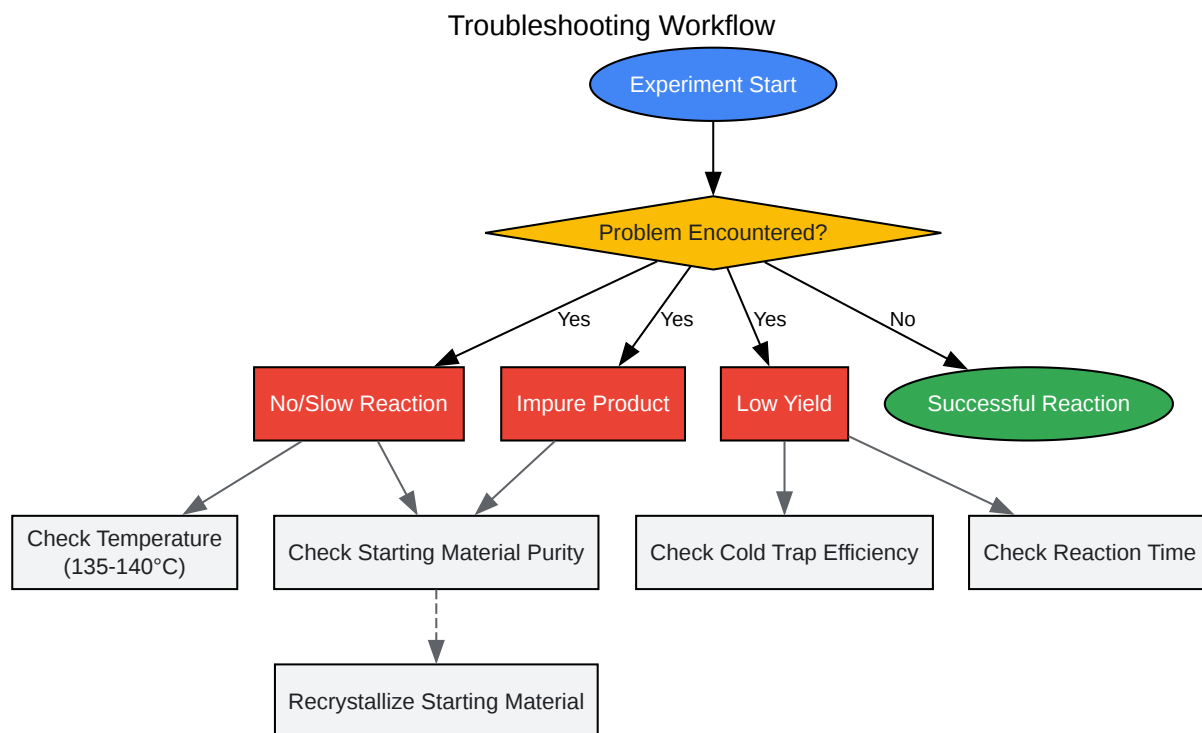 Troubleshooting Workflow
Experiment Start
Problem Encountered?
Yes
Yes
Yes
No
No/Slow Reaction
Impure Product
Low Yield
Successful Reaction
Check Temperature
(135-140°C)
Check Starting Material Purity
Check Cold Trap Efficiency
Check Reaction Time
Recrystallize Starting Material